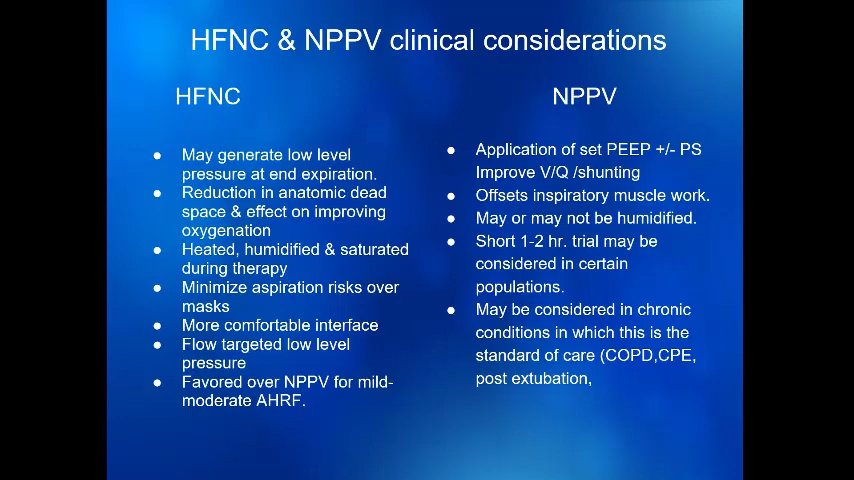 HFNC & NPPV clinical considerations
HFNC
● May generate low level
pressure at end expiration.
● Reduction in anatomic dead
space & effect on improving
oxygenation
● Heated, humidified & saturated
during therapy
● Minimize aspiration risks over
masks
● More comfortable interface
● Flow targeted low level
pressure
● Favored over NPPV for mild-
moderate AHRF.
NPPV
● Application of set PEEP +/- PS
Improve V/Q /shunting
● Offsets inspiratory muscle work.
● May or may not be humidified.
● Short 1-2 hr. trial may be
considered in certain
populations.
● May be considered in chronic
conditions in which this is the
standard of care (COPD,CPE,
post extubation,